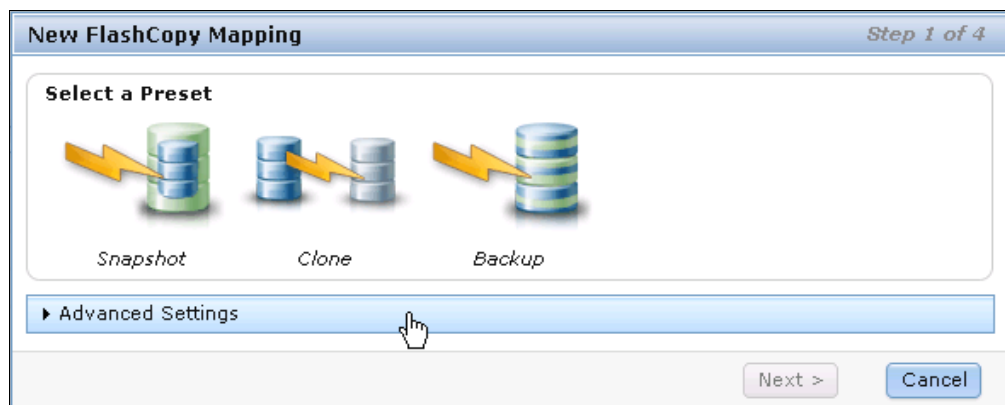 New FlashCopy Mapping Step 1 of 4
Select a Preset
Snapshot Clone Backup
Advanced Settings
Next > Cancel